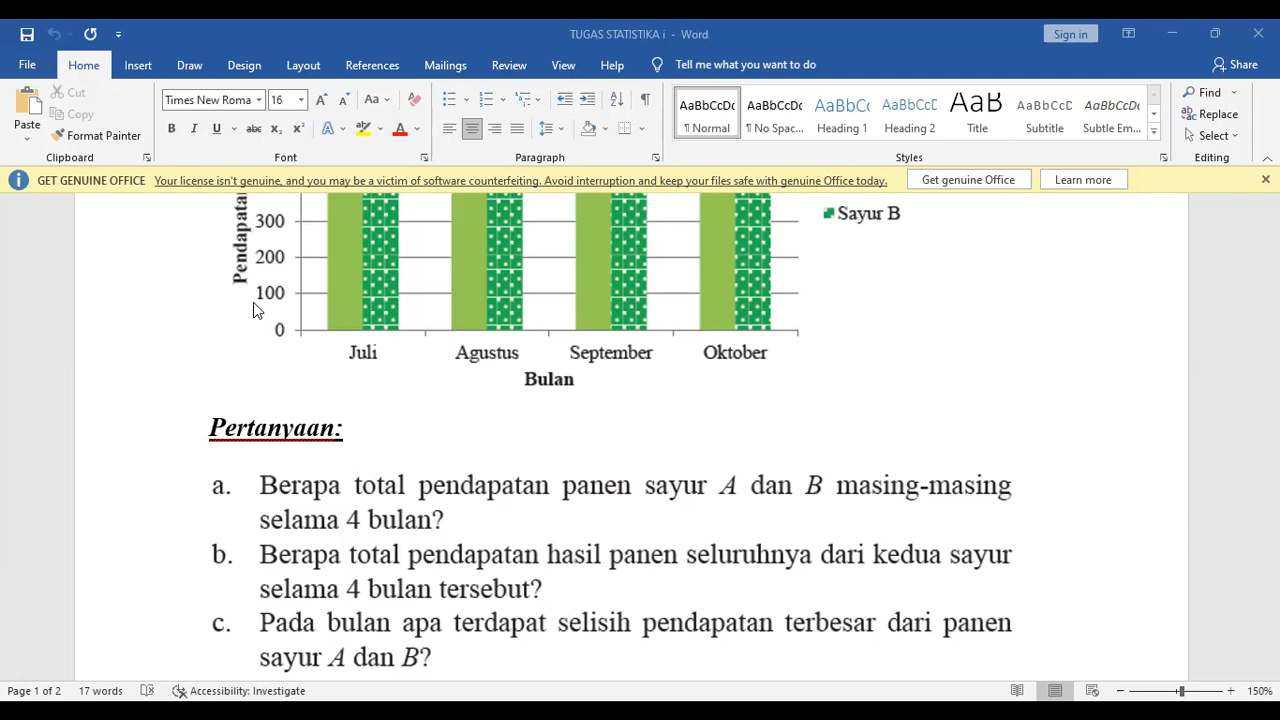 TUGAS STATISTIKA i - Word
Sign in
File Home Insert Draw Design Layout References Mailings Review View Help Tell me what you want to do Share
Paste
Cut
Copy
Format Painter
Clipboard
Times New Roma 16
Aa
B I U abc x₂ x² A A
Font
Paragraph
AaBbCcDc AaBbCcDc AaBbCc AaBbCcD AaB AaBbCcD AaBbCcDc
¶ Normal ¶ No Spac... Heading 1 Heading 2 Title Subtitle Subtle Em...
Styles
Find
Replace
Select
Editing
GET GENUINE OFFICE Your license isn't genuine, and you may be a victim of software counterfeiting. Avoid interruption and keep your files safe with genuine Office today. Get genuine Office Learn more
Pendapata
300
200
100
0
Sayur B
Juli Agustus September Oktober
Bulan
Pertanyaan:
a. Berapa total pendapatan panen sayur A dan B masing-masing
selama 4 bulan?
b. Berapa total pendapatan hasil panen seluruhnya dari kedua sayur
selama 4 bulan tersebut?
c. Pada bulan apa terdapat selisih pendapatan terbesar dari panen
sayur A dan B?
Page 1 of 2 17 words Accessibility: Investigate 150%